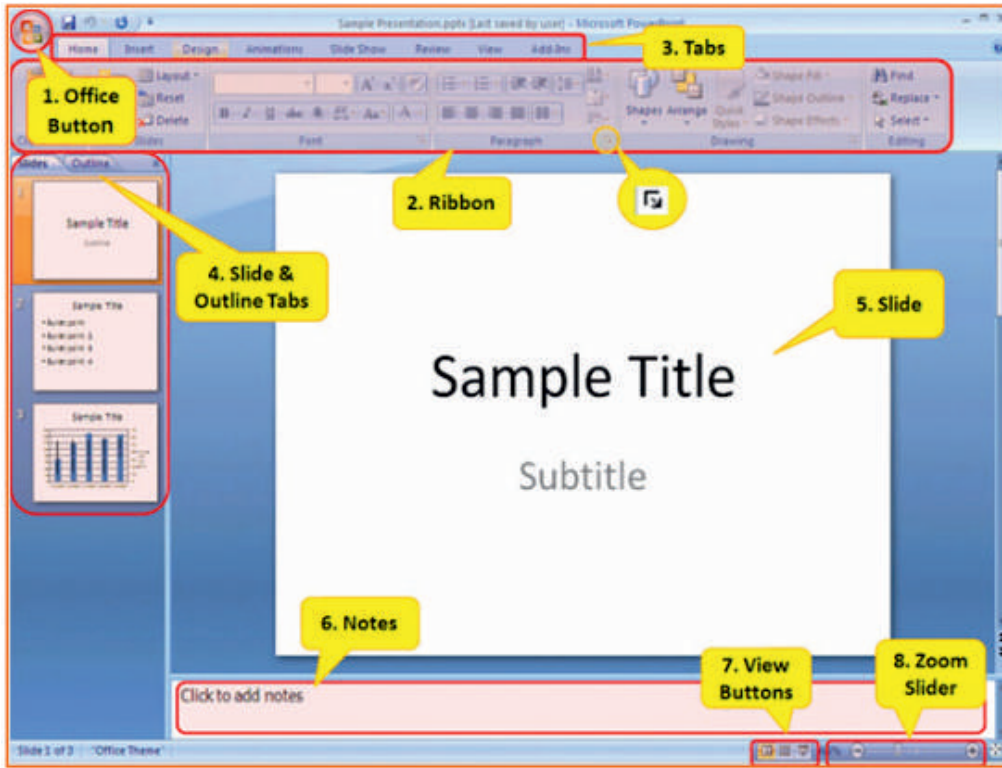 Sample Presentation.pptx [Last saved by user] - Microsoft PowerPoint
Home Insert Design Animations Slide Show Review View Add-Ins
3. Tabs
1. Office
Button
Layout
Reset
Delete
Slides
Font
Paragraph
Shapes Arrange Quick
Styles
Shape Fill
Shape Outline
Shape Effects
Drawing
Find
Replace
Select
Editing
Slides Outline
2. Ribbon
4. Slide &
Outline Tabs
5. Slide
1
Sample Title
Subtitle
2
Sample Title
3
Sample Title
Sample Title
Subtitle
6. Notes
7. View
Buttons
8. Zoom
Slider
Click to add notes
Slide 1 of 3 "Office Theme"